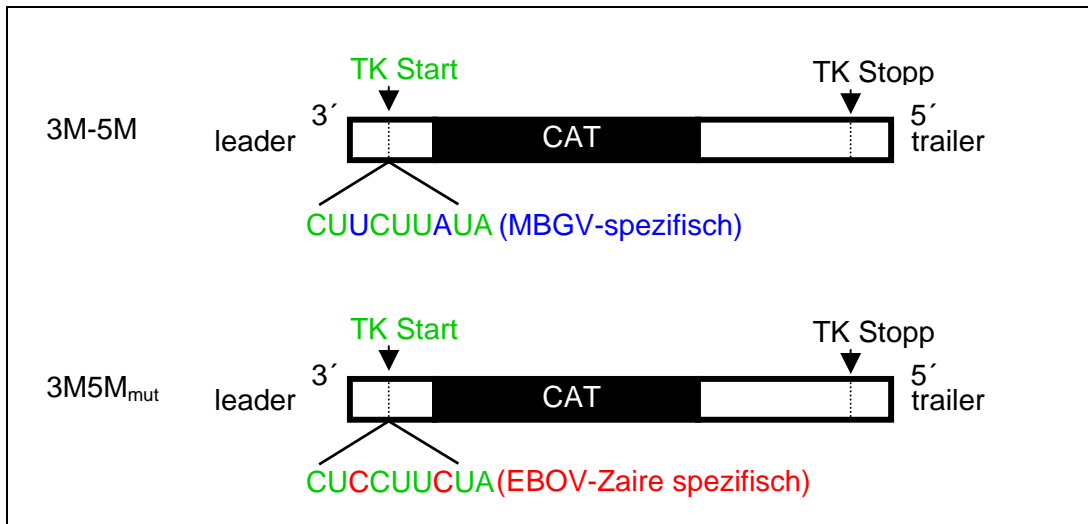 TK Start TK Stopp
3´ 5´
3M-5M leader CAT trailer
CUUCUUAUA (MBGV-spezifisch)
TK Start TK Stopp
3´ 5´
3M5Mmut leader CAT trailer
CUCCUUCUA (EBOV-Zaire spezifisch)